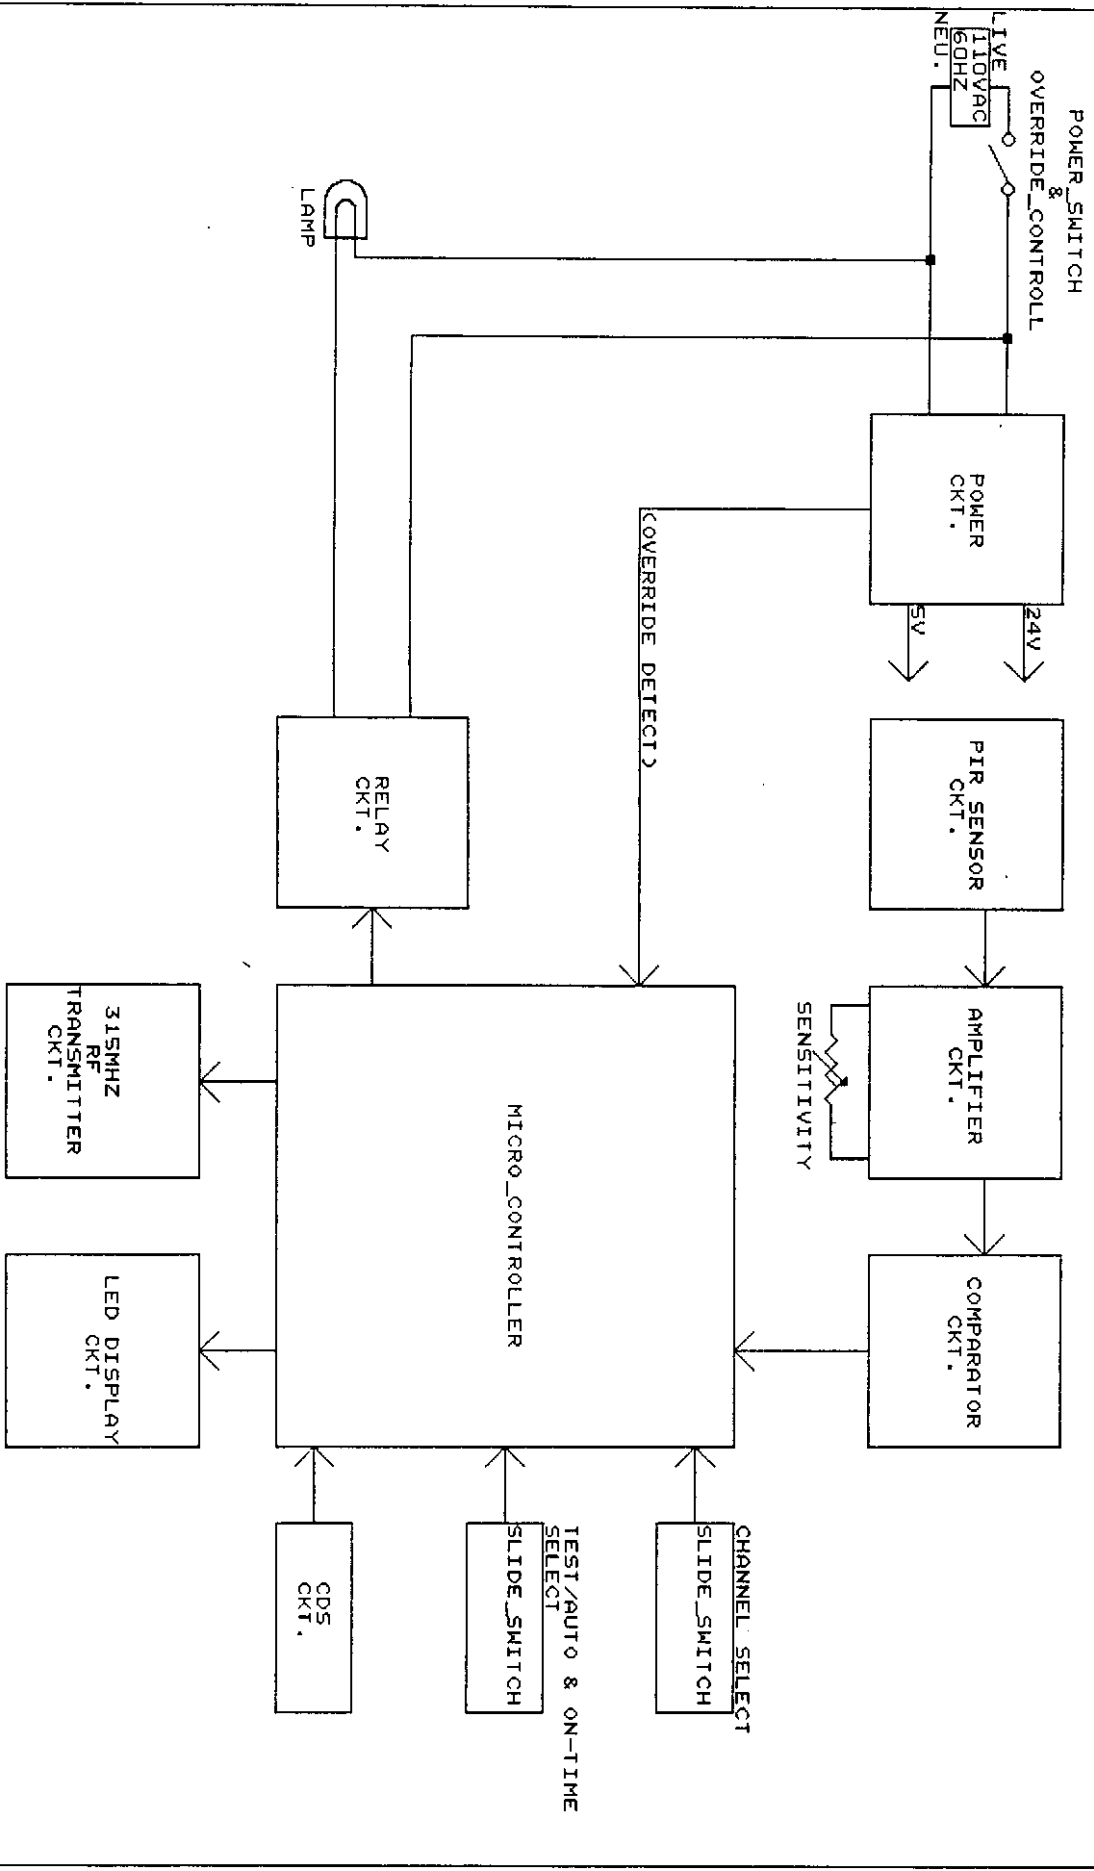 POWER_SWITCH
&
OVERRIDE_CONTROLL
LIVE
110VAC
60HZ
NEU.
POWER
CKT.
24V
5V
PIR SENSOR
CKT.
AMPLIFIER
CKT.
SENSITIVITY
COMPARATOR
CKT.
(OVERRIDE DETECT)
LAMP
RELAY
CKT.
MICRO_CONTROLLER
CHANNEL SELECT
SLIDE_SWITCH
TEST/AUTO & ON-TIME
SELECT
SLIDE_SWITCH
CDS
CKT.
315MHZ
RF
TRANSMITTER
CKT.
LED DISPLAY
CKT.